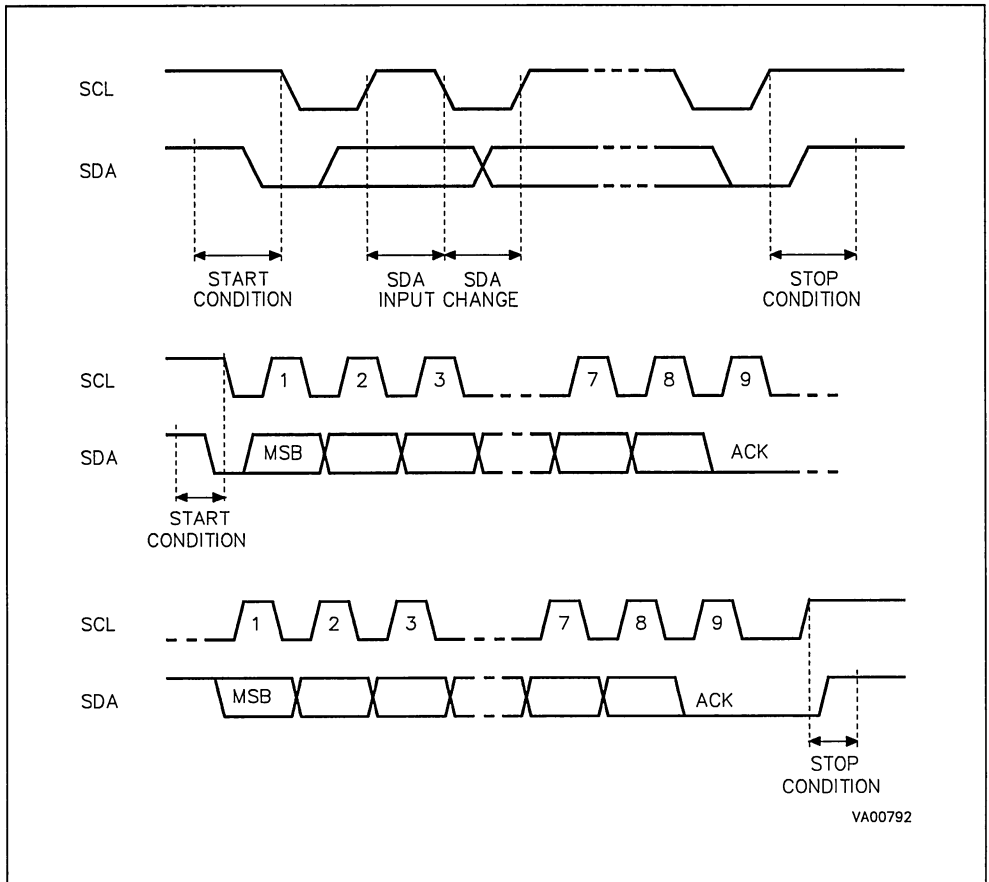 SCL
SDA
START
CONDITION
SDA
INPUT
SDA
CHANGE
STOP
CONDITION
SCL
1 2 3 7 8 9
SDA
MSB
ACK
START
CONDITION
SCL
1 2 3 7 8 9
SDA
MSB
ACK
STOP
CONDITION
VA00792